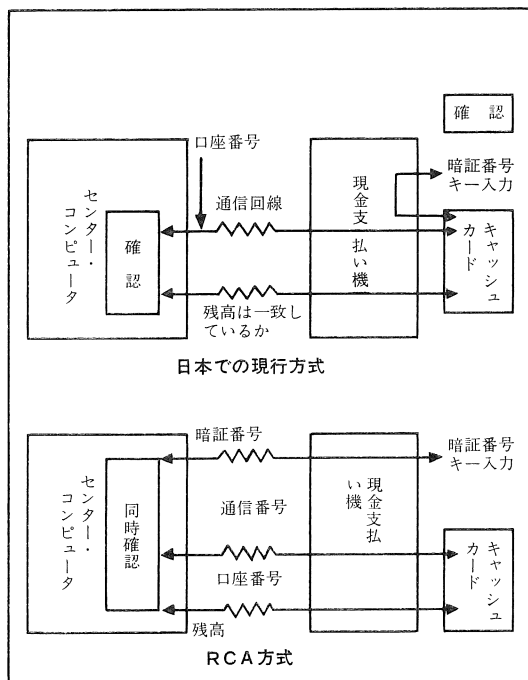 確認
口座番号
暗証番号
キー入力
センター・
コンピュータ
確認
通信回線
現金支
払い機
キャッシュ
カード
残高は一致し
ているか
日本での現行方式
暗証番号
暗証番号
キー入力
センター・
コンピュータ
同時確認
通信番号
現金支払
い機
キャッシュ
カード
口座番号
残高
RCA方式